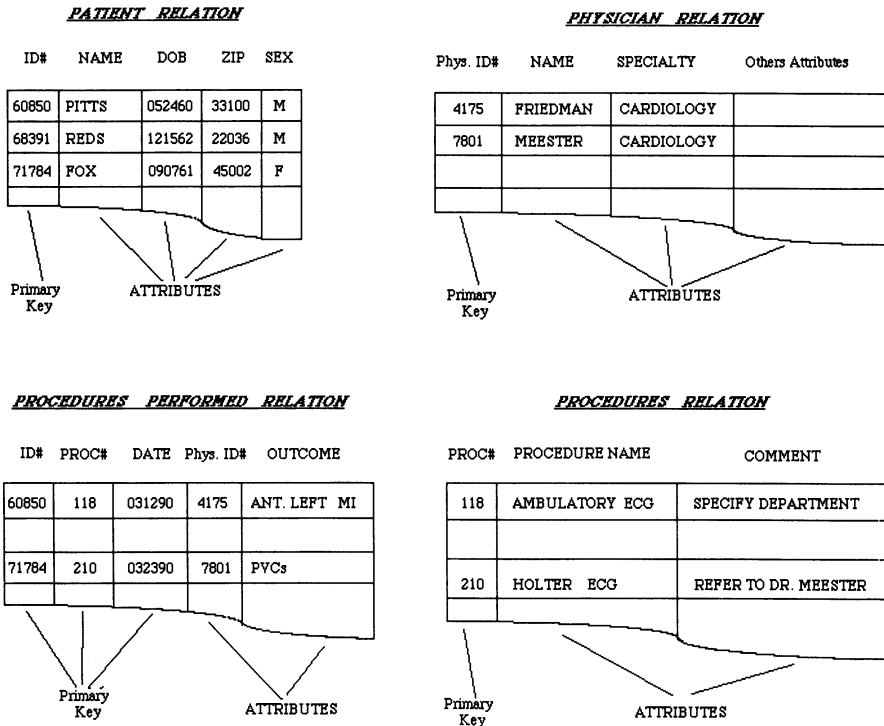 PATIENT RELATION
ID# NAME DOB ZIP SEX
60850 PITTS 052460 33100 M
68391 REDS 121562 22036 M
71784 FOX 090761 45002 F
Primary
Key
ATTRIBUTES
PHYSICIAN RELATION
Phys. ID# NAME SPECIALTY Others Attributes
4175 FRIEDMAN CARDIOLOGY
7801 MEESTER CARDIOLOGY
Primary
Key
ATTRIBUTES
PROCEDURES PERFORMED RELATION
ID# PROC# DATE Phys. ID# OUTCOME
60850 118 031290 4175 ANT. LEFT MI
71784 210 032390 7801 PVCs
Primary
Key
ATTRIBUTES
PROCEDURES RELATION
PROC# PROCEDURE NAME COMMENT
118 AMBULATORY ECG SPECIFY DEPARTMENT
210 HOLTER ECG REFER TO DR. MEESTER
Primary
Key
ATTRIBUTES